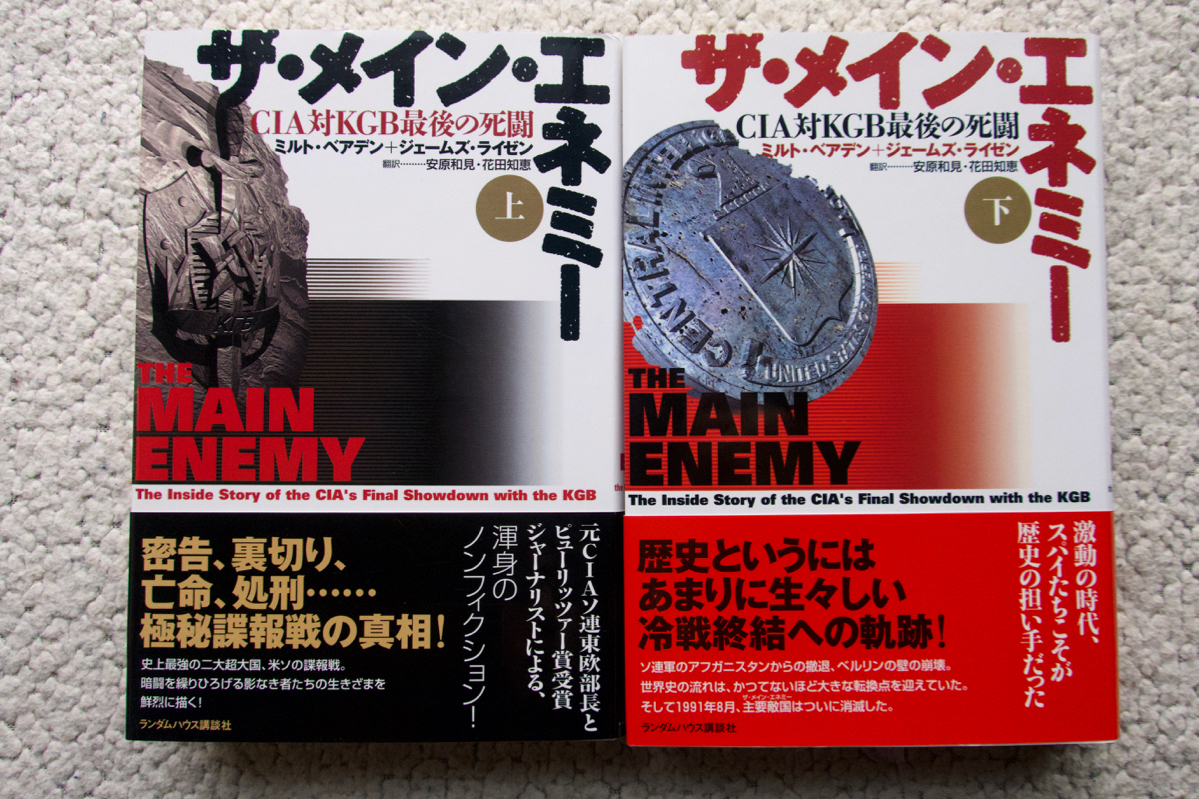 ザ・メイン・エネミー
CIA対KGB最後の死闘
ミルト・ベアデン＋ジェームズ・ライゼン
翻訳………安原和見・花田知恵
上
КГБ
THE
MAIN
ENEMY
The Inside Story of the CIA's Final Showdown with the KGB
元CIAソ連東欧部長と
ピューリッツァー賞受賞
ジャーナリストによる、
渾身の
ノンフィクション！
密告、裏切り、
亡命、処刑……
極秘諜報戦の真相！
史上最強の二大超大国、米ソの諜報戦。
暗闘を繰りひろげる影なき者たちの生きざまを
鮮烈に描く！
ランダムハウス講談社
ザ・メイン・エネミー
CIA対KGB最後の死闘
ミルト・ベアデン＋ジェームズ・ライゼン
翻訳………安原和見・花田知恵
下
CENTRAL INTELL
UNITED STATES
THE
MAIN
ENEMY
The Inside Story of the CIA's Final Showdown with the KGB
激動の時代、
スパイたちこそが
歴史の担い手だった
歴史というには
あまりに生々しい
冷戦終結への軌跡！
ソ連軍のアフガニスタンからの撤退、ベルリンの壁の崩壊。
世界史の流れは、かつてないほど大きな転換点を迎えていた。
ザ・メイン・エネミー
そして1991年8月、主要敵国はついに消滅した。
ランダムハウス講談社